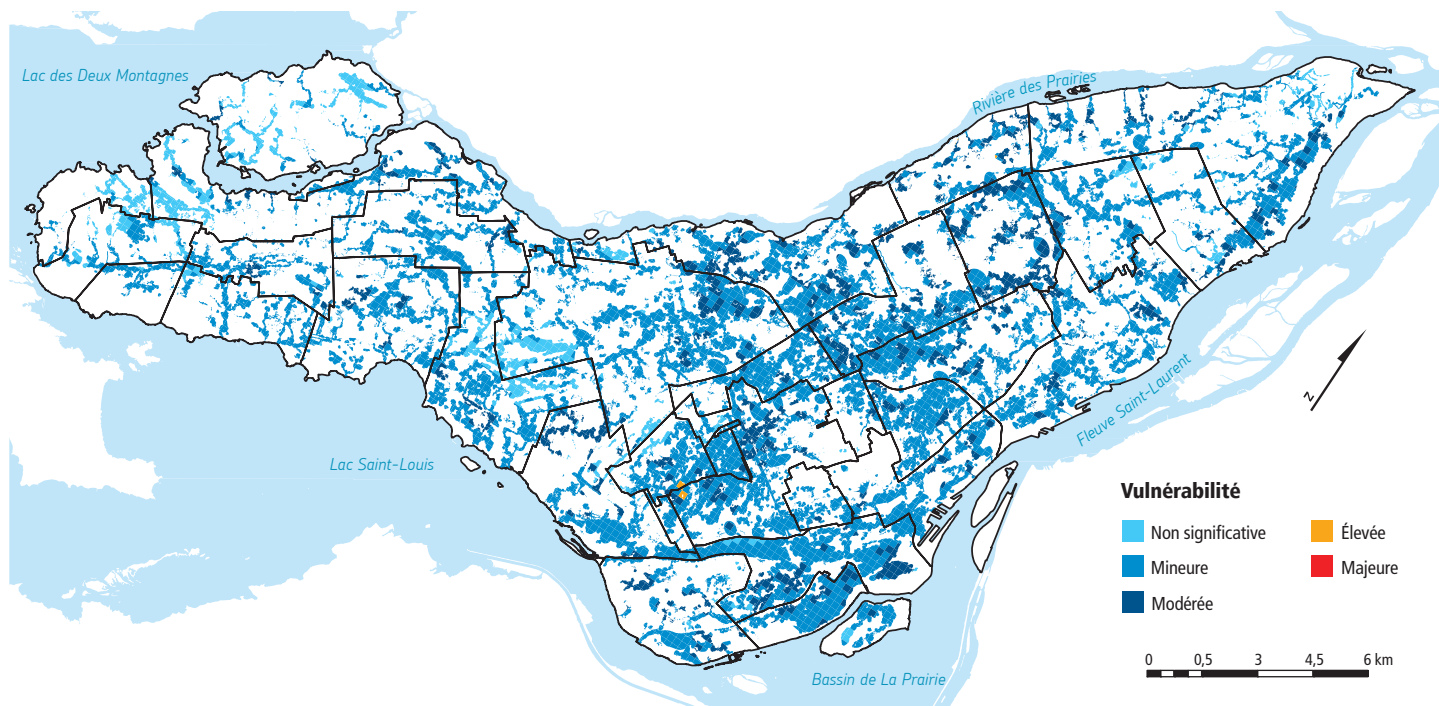 Lac des Deux Montagnes
Rivière des Prairies
Fleuve Saint-Laurent
N
Lac Saint-Louis
Bassin de La Prairie
Vulnérabilité
Non significative
Mineure
Modérée
Élevée
Majeure
0 0,5 3 4,5 6 km